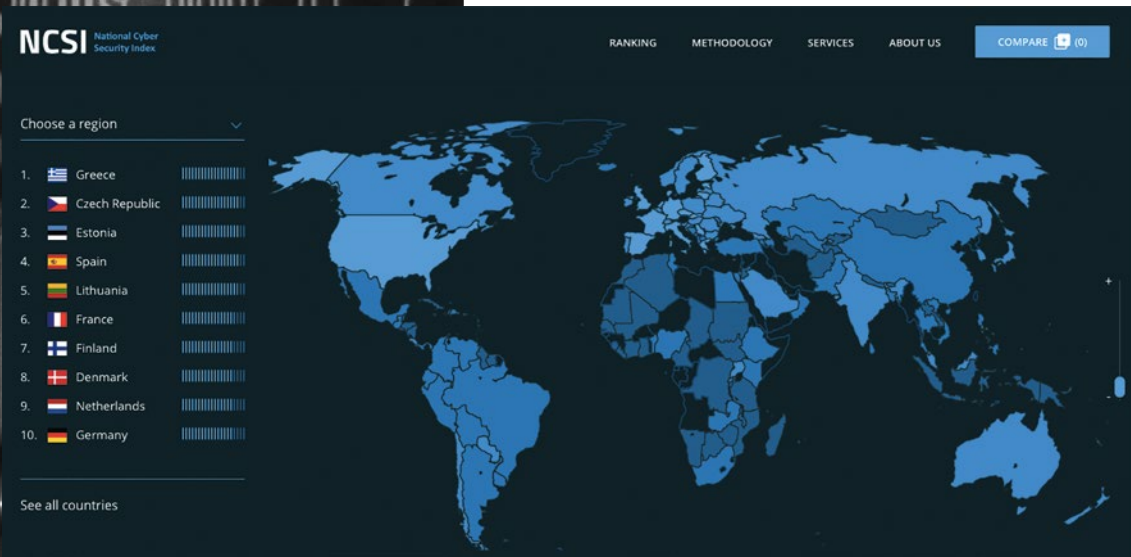 NCSI National Cyber
Security Index
RANKING METHODOLOGY SERVICES ABOUT US COMPARE (0)
Choose a region
1. Greece
2. Czech Republic
3. Estonia
4. Spain
5. Lithuania
6. France
7. Finland
8. Denmark
9. Netherlands
10. Germany
See all countries
+
-